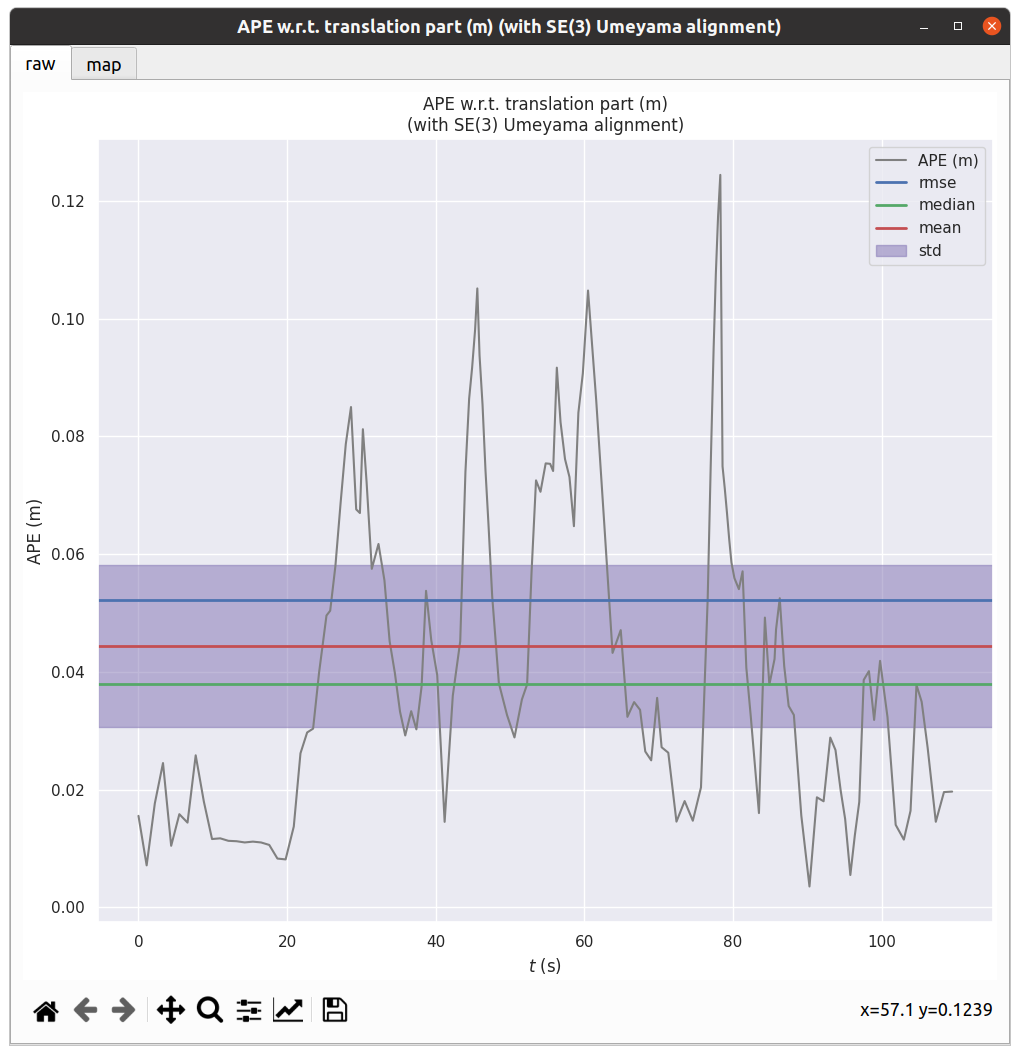 APE w.r.t. translation part (m) (with SE(3) Umeyama alignment)
raw
map
APE w.r.t. translation part (m)
(with SE(3) Umeyama alignment)
APE (m)
rmse
median
mean
std
0.12
0.10
0.08
0.06
0.04
0.02
0.00
APE (m)
0
20
40
60
80
100
t (s)
x=57.1 y=0.1239